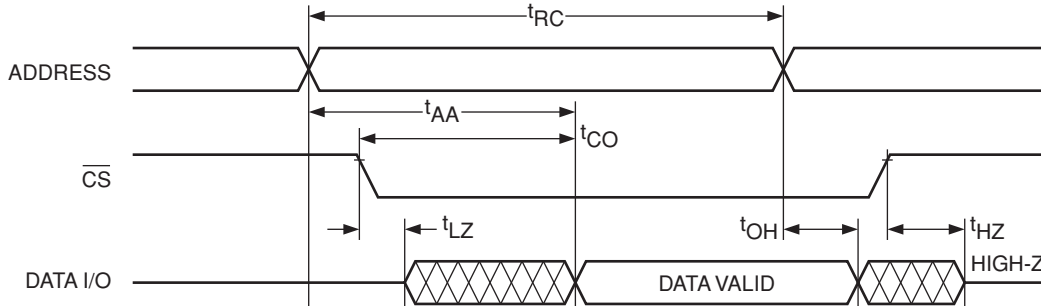 tRC
ADDRESS
tAA
tCO
CS
tLZ
tOH
tHZ
HIGH-Z
DATA I/O
DATA VALID